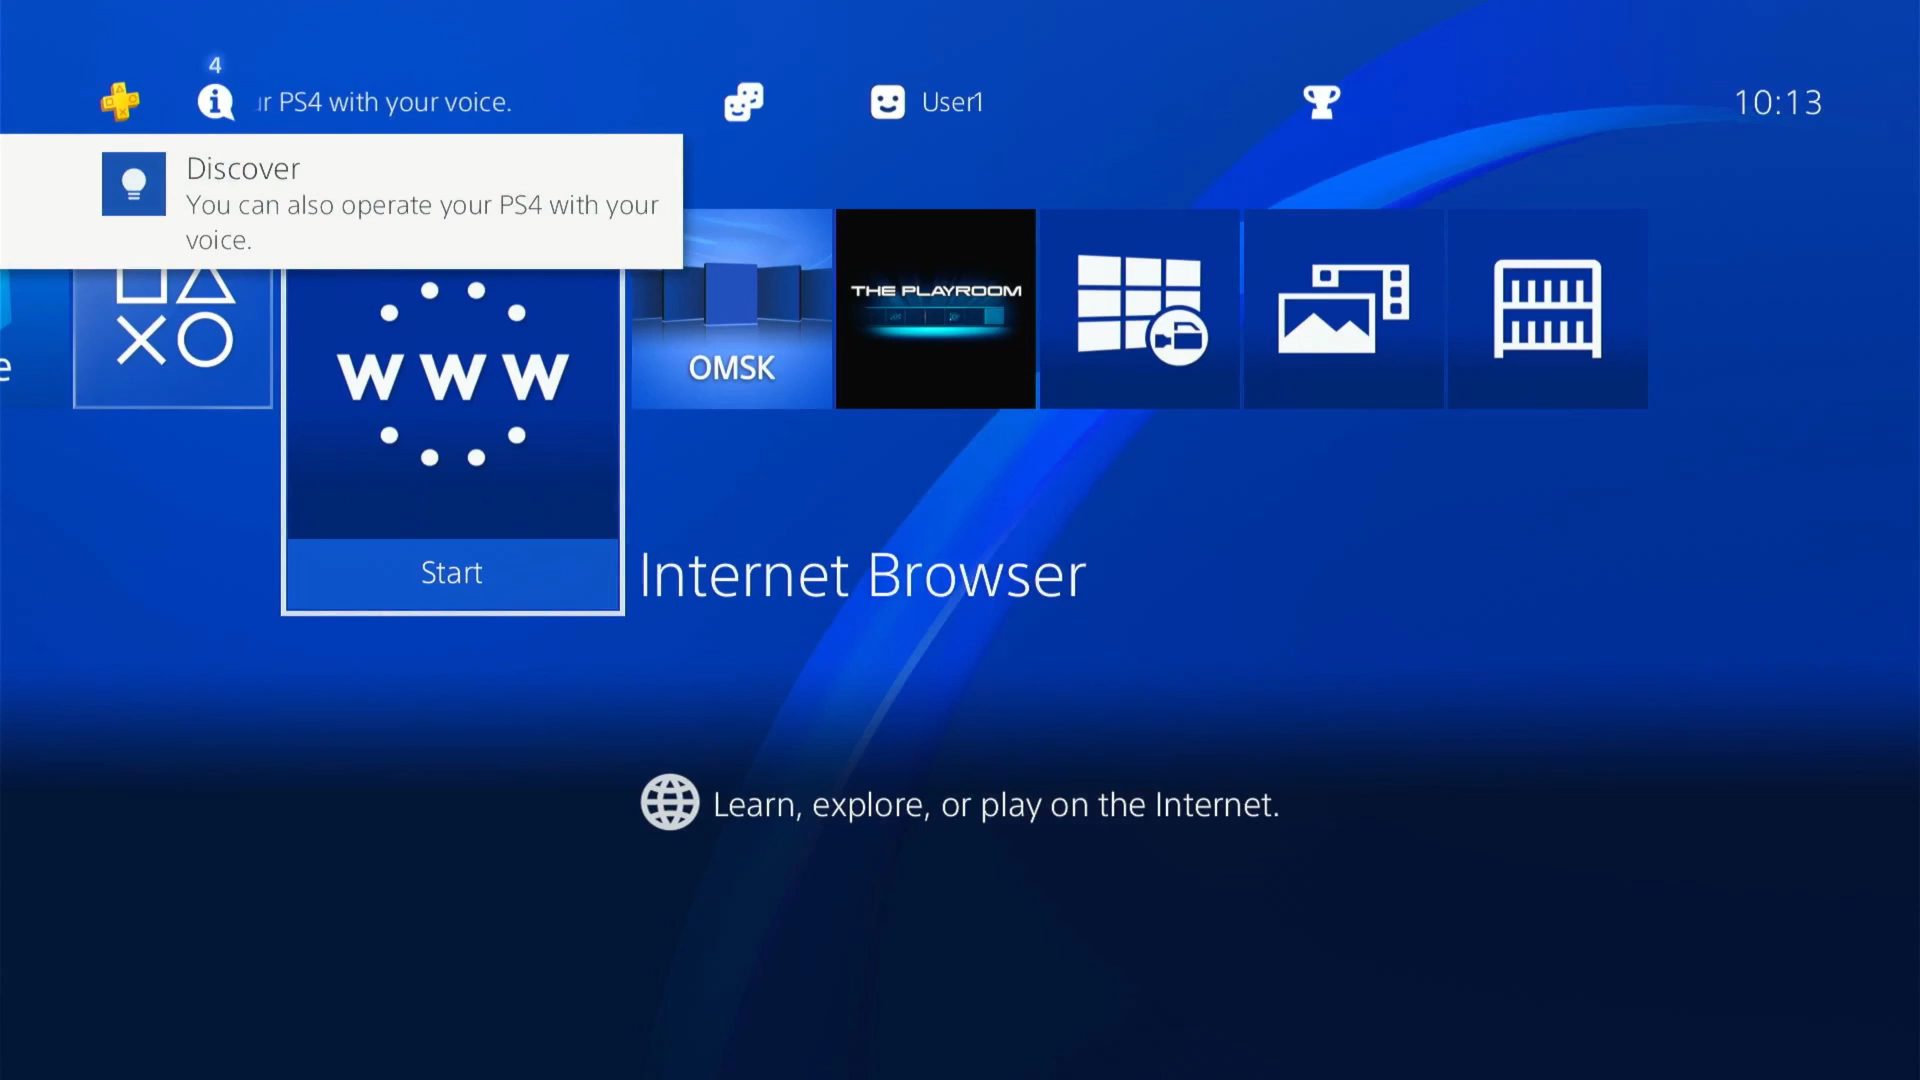 4
r PS4 with your voice.
User1
10:13
Discover
You can also operate your PS4 with your
voice.
e
WWW
OMSK
THE PLAYROOM
Start
Internet Browser
Learn, explore, or play on the Internet.